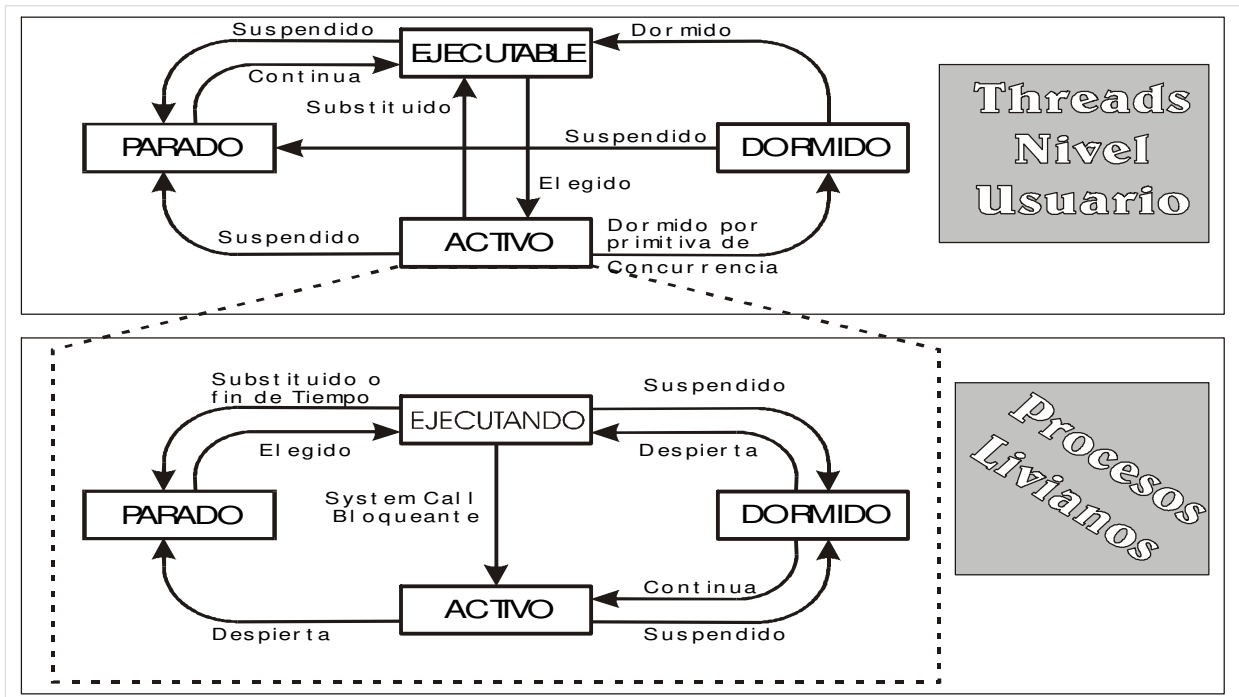 Suspendido
EJECUTABLE
Dormido
Continua
Substituido
PARADO
Suspendido
DORMIDO
Elegido
Suspendido
ACTIVO
Dormido por
primitiva de
Concurrencia
Threads
Nivel
Usuario
Substituido o
fin de Tiempo
EJECUTANDO
Suspendido
Elegido
Despierta
PARADO
System Call
Bloqueante
DORMIDO
Continua
ACTIVO
Despierta
Suspendido
Procesos
Livianos